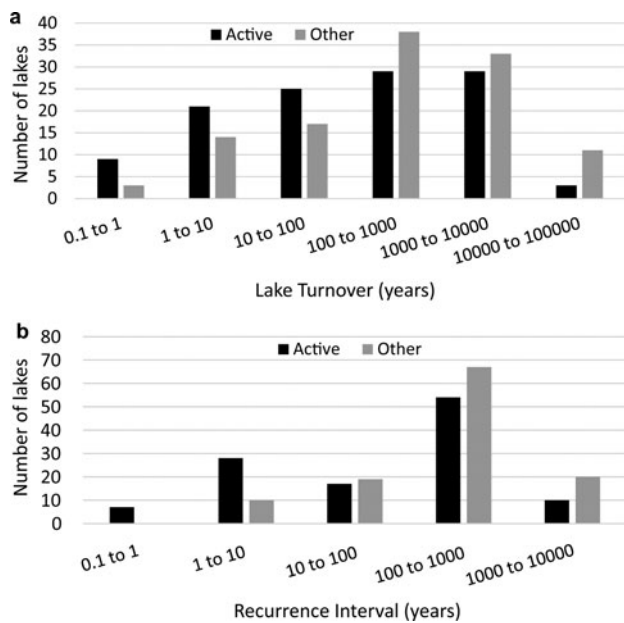 a
Active Other
Number of lakes
40
35
30
25
20
15
10
5
0
0.1 to 1
1 to 10
10 to 100
100 to 1000
1000 to 10000
10000 to 100000
Lake Turnover (years)
b
Active Other
Number of lakes
80
70
60
50
40
30
20
10
0
0.1 to 1
1 to 10
10 to 100
100 to 1000
1000 to 10000
Recurrence Interval (years)